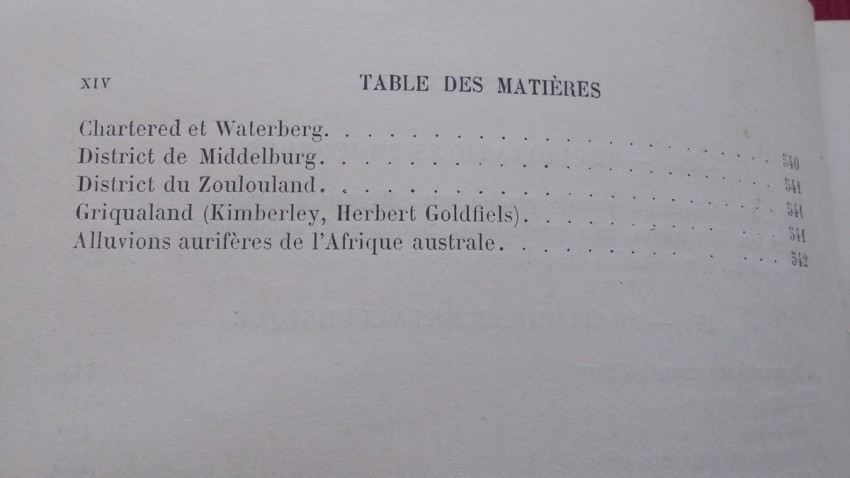 XIV TABLE DES MATIÈRES
Chartered et Waterberg. . . . . . . . . . . . . . . . . . . . 540
District de Middelburg. . . . . . . . . . . . . . . . . . . . 541
District du Zoulouland. . . . . . . . . . . . . . . . . . . . 541
Griqualand (Kimberley, Herbert Goldfiels). . . . . . . . . . . . 541
Alluvions aurifères de l'Afrique australe. . . . . . . . . . . . 542